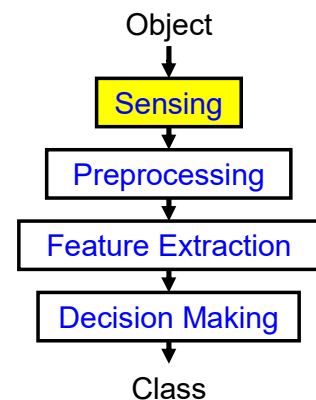 Object
Sensing
Preprocessing
Feature Extraction
Decision Making
Class